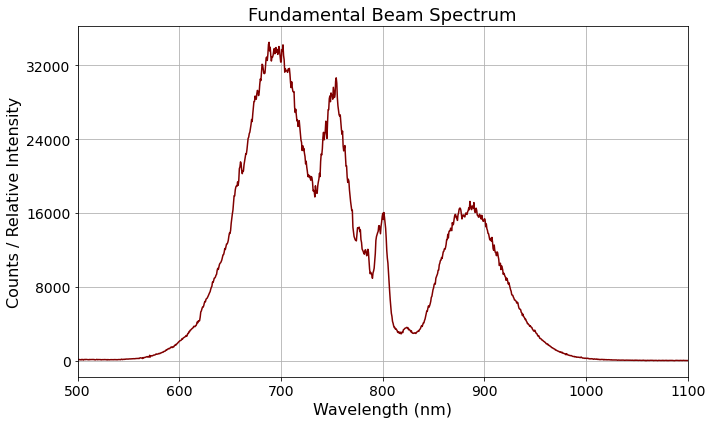 Fundamental Beam Spectrum
Counts / Relative Intensity
32000
24000
16000
8000
0
500 600 700 800 900 1000 1100
Wavelength (nm)